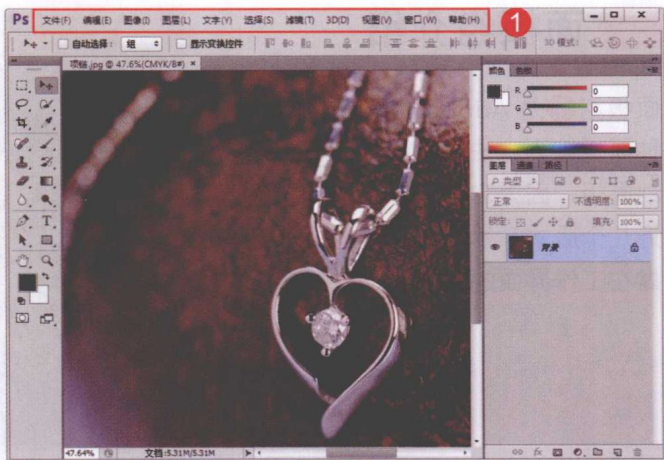 Ps 文件(F) 编辑(E) 图像(I) 图层(L) 文字(Y) 选择(S) 滤镜(T) 3D(D) 视图(V) 窗口(W) 帮助(H) 1
自动选择: 组 显示变换控件 3D 模式:
项链.jpg @ 47.6%(CMYK/8#) ×
颜色 色板
R 0
G 0
B 0
图层 通道 路径
类型
正常 不透明度: 100%
锁定: 填充: 100%
背景
47.64% 文档:5.31M/5.31M
fx